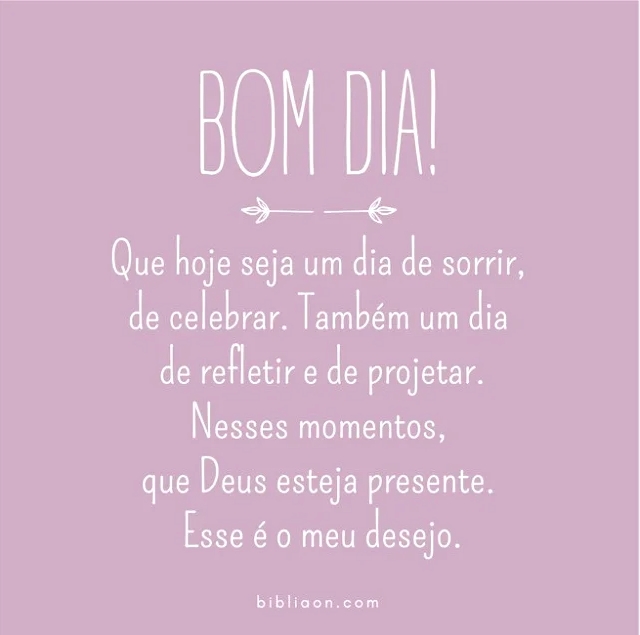 BOM DIA!
Que hoje seja um dia de sorrir,
de celebrar. Também um dia
de refletir e de projetar.
Nesses momentos,
que Deus esteja presente.
Esse é o meu desejo.
bibliaon.com